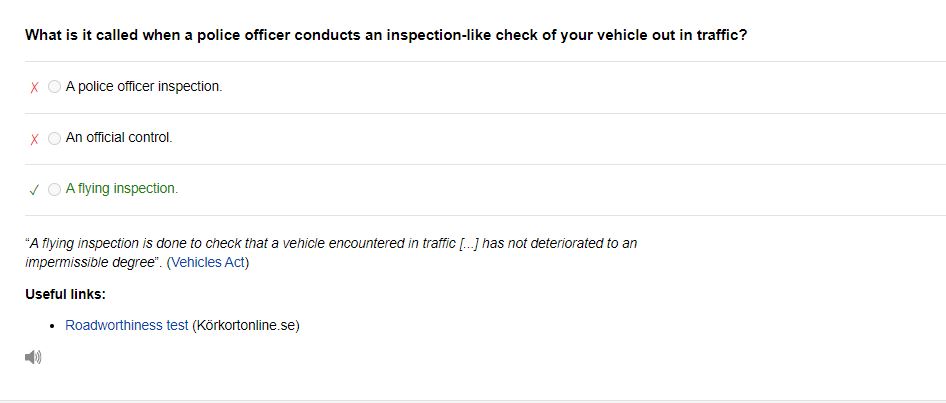 What is it called when a police officer conducts an inspection-like check of your vehicle out in traffic?
A police officer inspection.
An official control.
A flying inspection.
“A flying inspection is done to check that a vehicle encountered in traffic [...] has not deteriorated to an
impermissible degree”. (Vehicles Act)
Useful links:
• Roadworthiness test (Körkortonline.se)